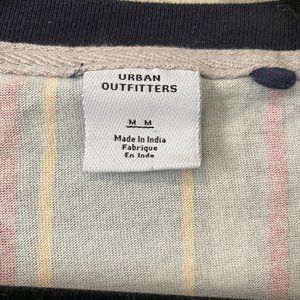 URBAN
OUTFITTERS
M M
Made In India
Fabrique
En Inde